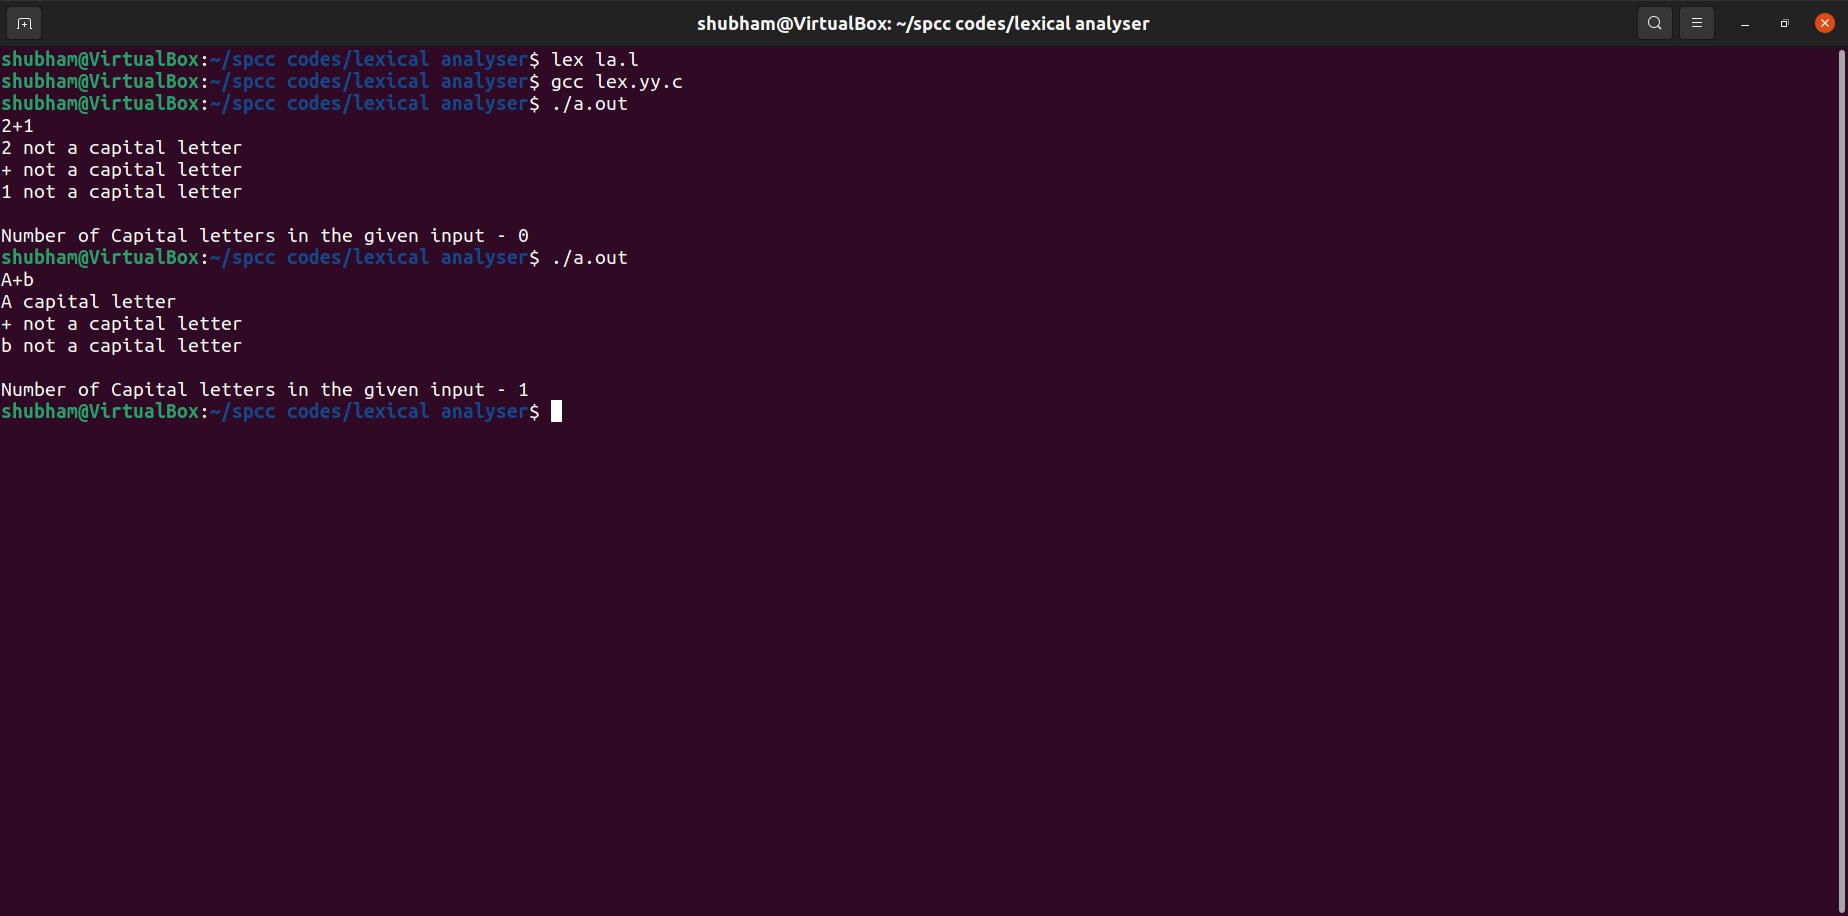 shubham@VirtualBox: ~/spcc codes/lexical analyser
shubham@VirtualBox:~/spcc codes/lexical analyser$ lex la.l
shubham@VirtualBox:~/spcc codes/lexical analyser$ gcc lex.yy.c
shubham@VirtualBox:~/spcc codes/lexical analyser$ ./a.out
2+1
2 not a capital letter
+ not a capital letter
1 not a capital letter
Number of Capital letters in the given input - 0
shubham@VirtualBox:~/spcc codes/lexical analyser$ ./a.out
A+b
A capital letter
+ not a capital letter
b not a capital letter
Number of Capital letters in the given input - 1
shubham@VirtualBox:~/spcc codes/lexical analyser$